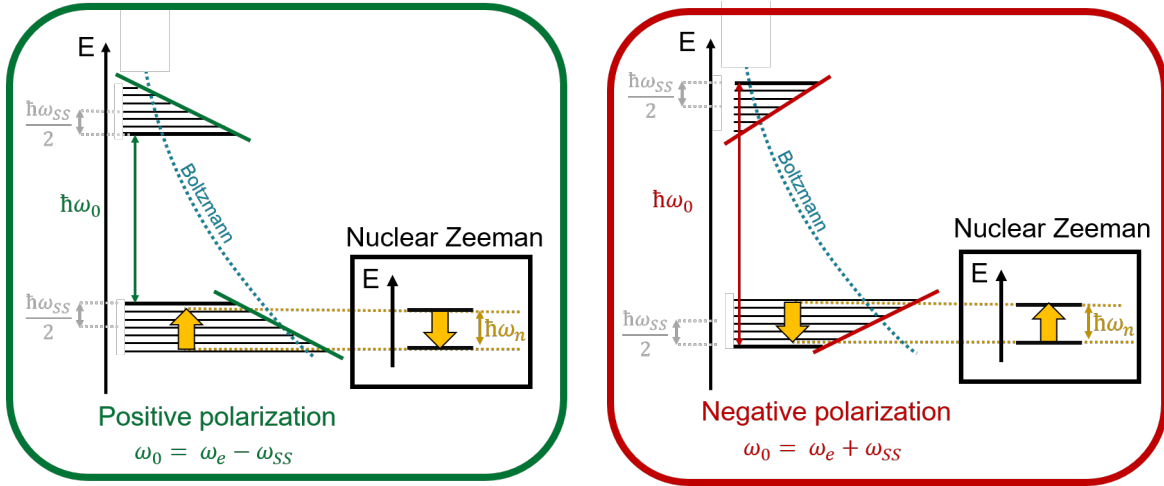 E
ħω_SS
2
ħω_0
Boltzmann
ħω_SS
2
Nuclear Zeeman
E
ħω_n
Positive polarization
ω_0 = ω_e − ω_SS
E
ħω_SS
2
ħω_0
Boltzmann
ħω_SS
2
Nuclear Zeeman
E
ħω_n
Negative polarization
ω_0 = ω_e + ω_SS